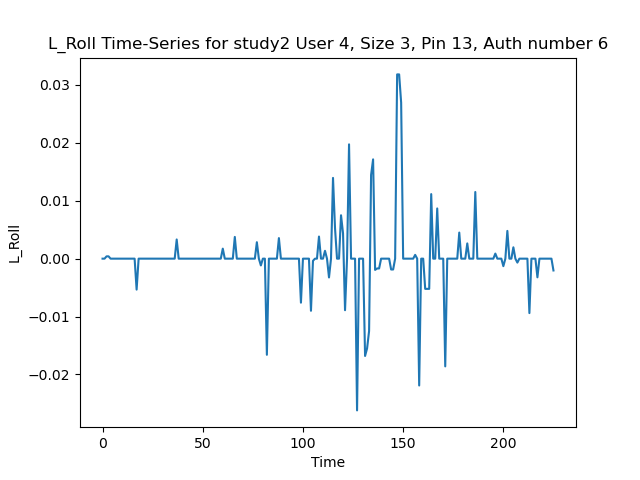 L_Roll Time-Series for study2 User 4, Size 3, Pin 13, Auth number 6
0.03
0.02
0.01
0.00
−0.01
−0.02
L_Roll
0 50 100 150 200
Time